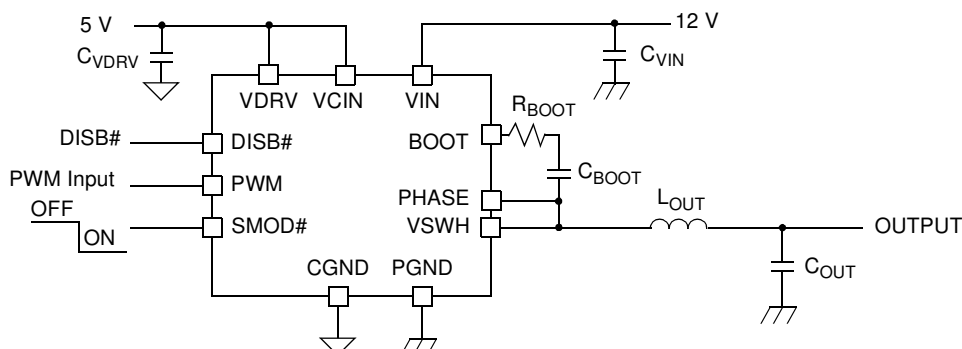 5 V
12 V
CVDRV
CVIN
VDRV
VCIN
VIN
RBOOT
DISB#
DISB#
BOOT
CBOOT
PWM Input
PWM
PHASE
LOUT
OFF
ON
SMOD#
VSWH
OUTPUT
CGND
PGND
COUT